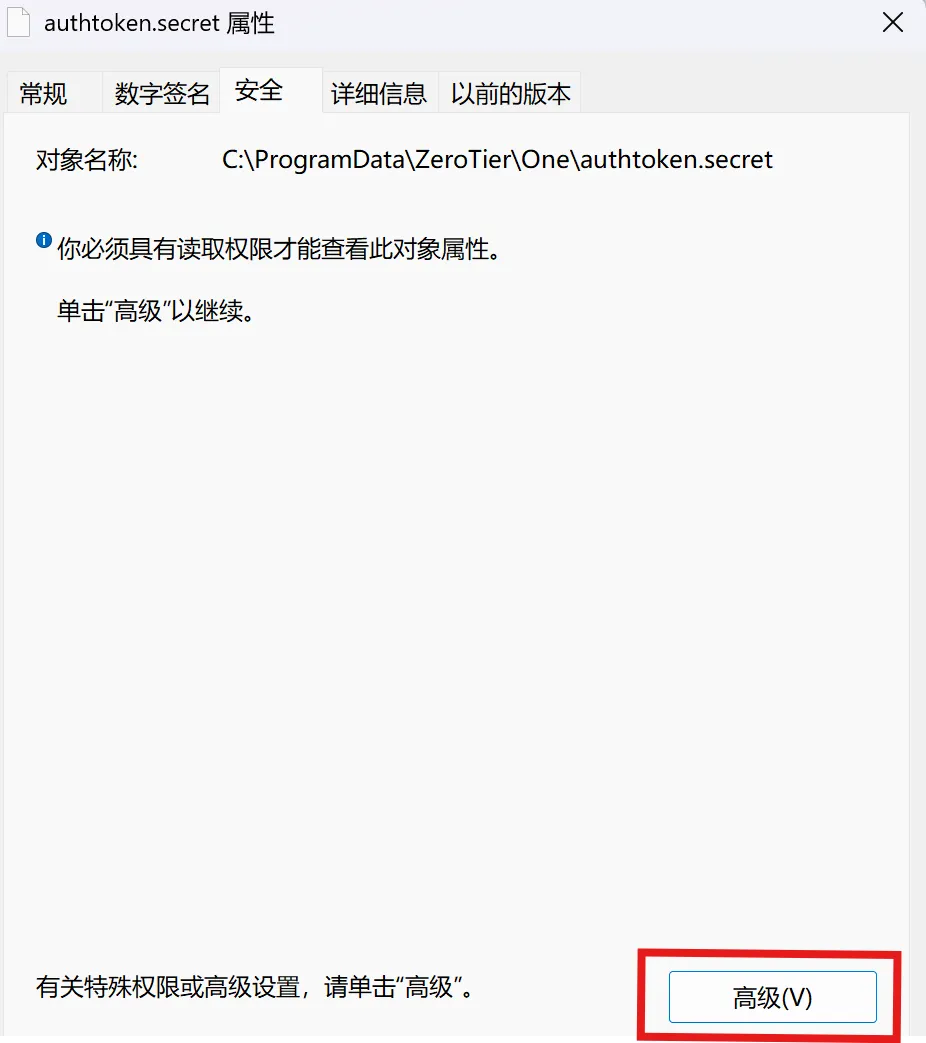 authtoken.secret 属性
常规 数字签名 安全 详细信息 以前的版本
对象名称: C:\ProgramData\ZeroTier\One\authtoken.secret
你必须具有读取权限才能查看此对象属性。
单击“高级”以继续。
有关特殊权限或高级设置，请单击“高级”。
高级(V)